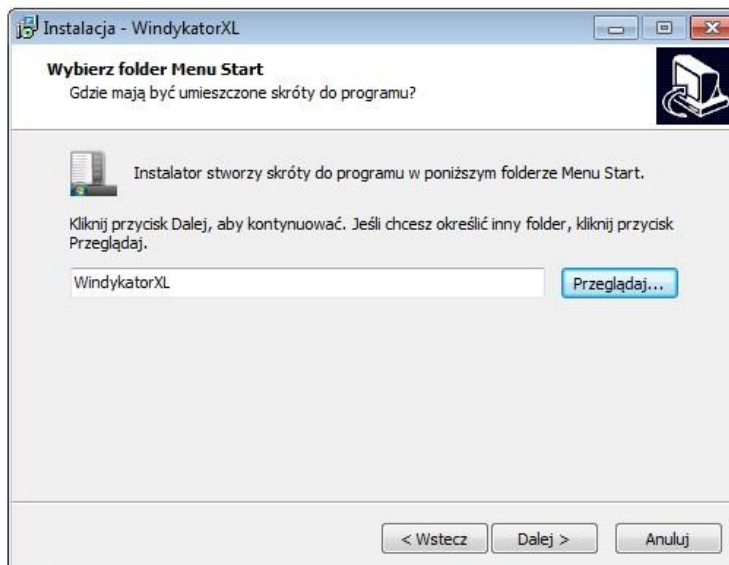 Instalacja - WindykatorXL
Wybierz folder Menu Start
Gdzie mają być umieszczone skróty do programu?
Instalator stworzy skróty do programu w poniższym folderze Menu Start.
Kliknij przycisk Dalej, aby kontynuować. Jeśli chcesz określić inny folder, kliknij przycisk
Przeglądaj.
WindykatorXL
Przeglądaj...
< Wstecz
Dalej >
Anuluj